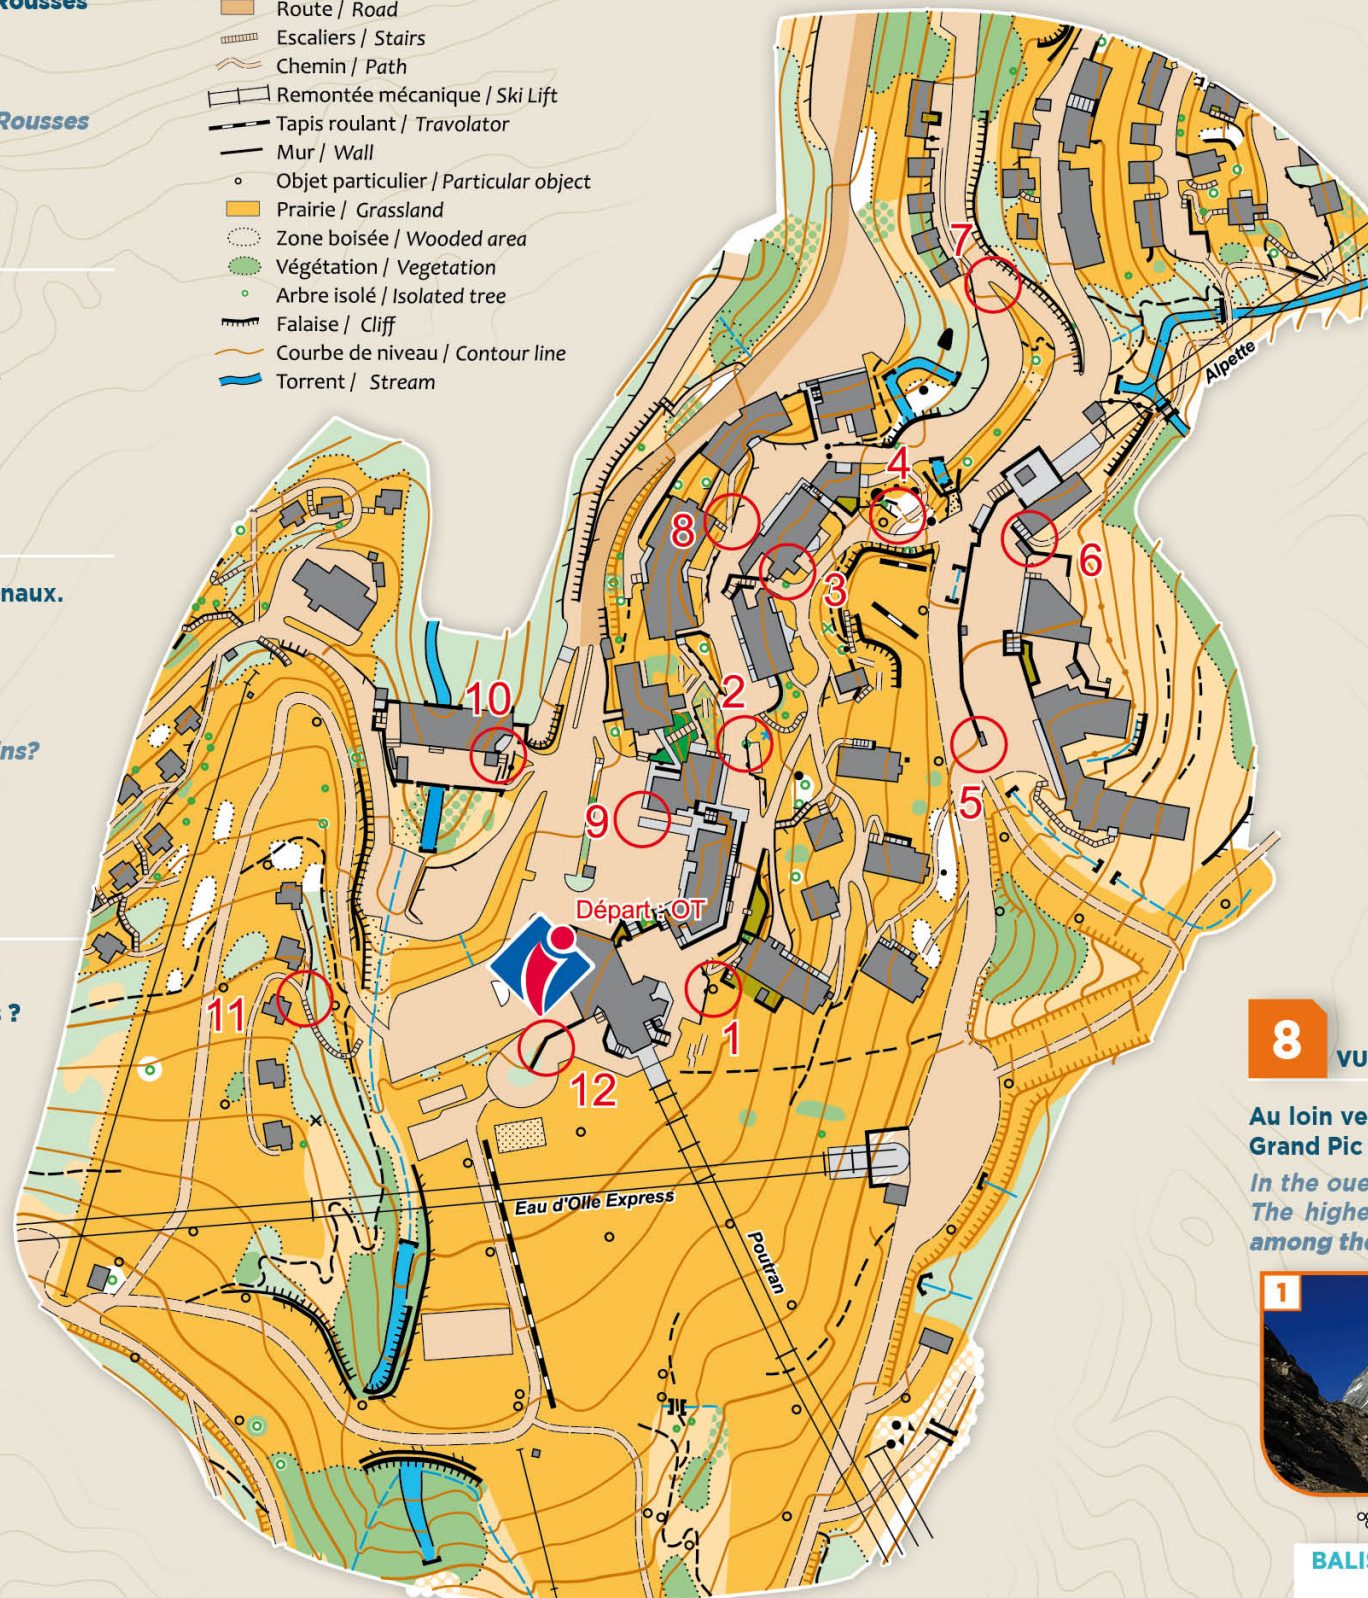 Rousses
Rousses
naux.
ins?
s ?
Route / Road
Escaliers / Stairs
Chemin / Path
Remontée mécanique / Ski Lift
Tapis roulant / Travolator
Mur / Wall
Objet particulier / Particular object
Prairie / Grassland
Zone boisée / Wooded area
Végétation / Vegetation
Arbre isolé / Isolated tree
Falaise / Cliff
Courbe de niveau / Contour line
Torrent / Stream
7
Alpette
4
8
6
3
10
2
5
9
Départ : OT
11
1
12
Eau d'Olle Express
Poutran
8
VU
Au loin ve
Grand Pic
In the oue
The highe
among the
1
BALIS